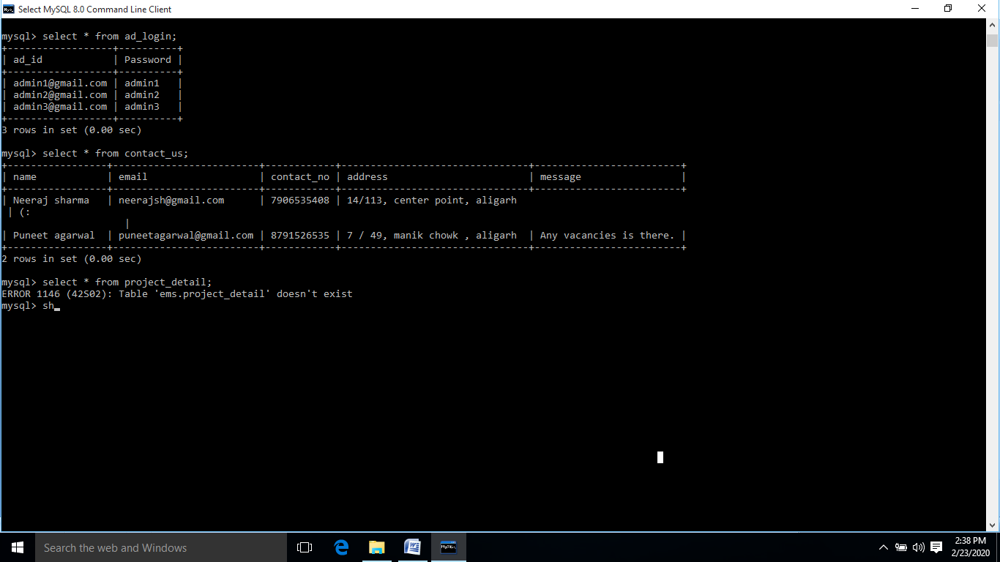 Select MySQL 8.0 Command Line Client
mysql> select * from ad_login;
+------------------+----------+
| ad_id            | Password |
+------------------+----------+
| admin1@gmail.com | admin1   |
| admin2@gmail.com | admin2   |
| admin3@gmail.com | admin3   |
+------------------+----------+
3 rows in set (0.00 sec)
mysql> select * from contact_us;
+-----------------+-------------------------+------------+--------------------------------+-------------------------+
| name            | email                   | contact_no | address                        | message                 |
+-----------------+-------------------------+------------+--------------------------------+-------------------------+
| Neeraj sharma   | neerajsh@gmail.com      | 7906535408 | 14/113, center point, aligarh
 | (:
                     |
| Puneet agarwal  | puneetagarwal@gmail.com | 8791526535 | 7 / 49, manik chowk , aligarh  | Any vacancies is there. |
+-----------------+-------------------------+------------+--------------------------------+-------------------------+
2 rows in set (0.00 sec)
mysql> select * from project_detail;
ERROR 1146 (42S02): Table 'ems.project_detail' doesn't exist
mysql> sh_
Search the web and Windows
MySQL
2:38 PM
2/23/2020